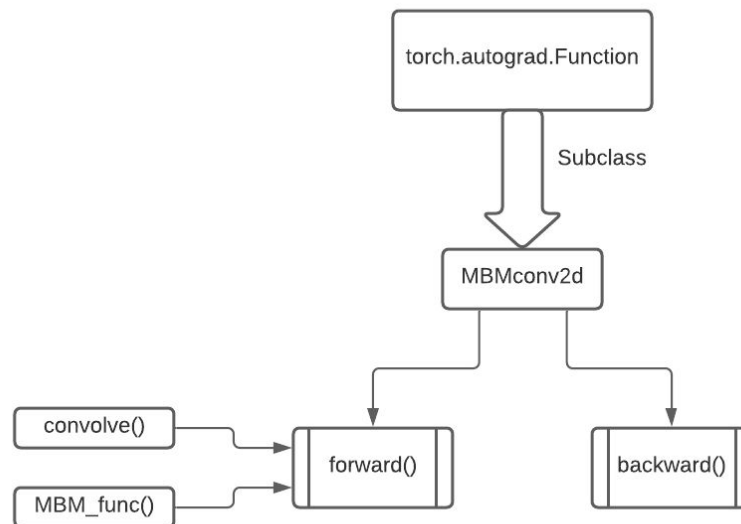 torch.autograd.Function
Subclass
MBMconv2d
convolve()
forward()
backward()
MBM_func()